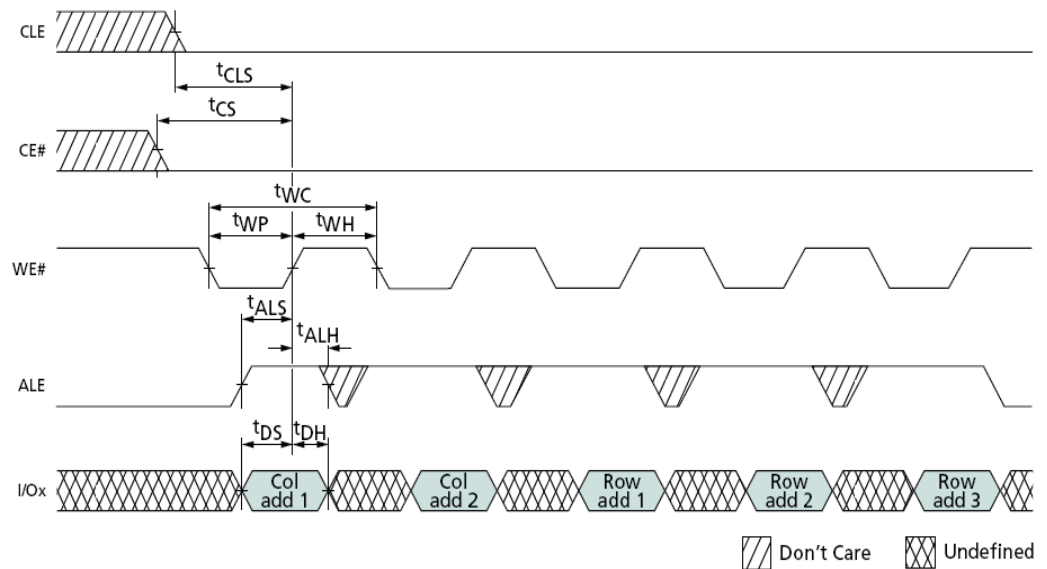 CLE
tCLS
tCS
CE#
tWC
tWP
tWH
WE#
tALS
tALH
ALE
tDS
tDH
I/Ox
Col
add 1
Col
add 2
Row
add 1
Row
add 2
Row
add 3
Don't Care
Undefined